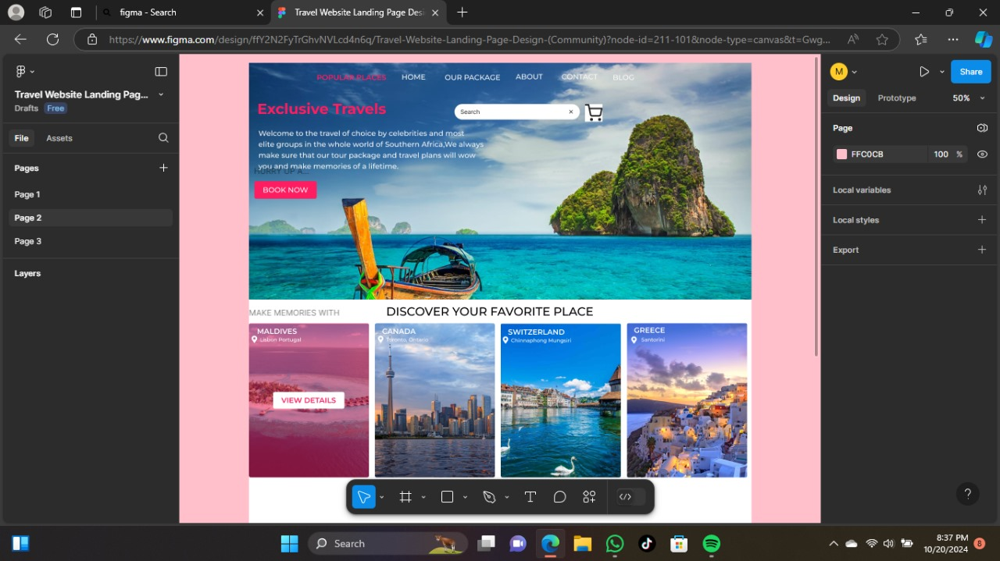 figma - Search
Travel Website Landing Page Desi
https://www.figma.com/design/ffY2N2FyTrGhvNVLcd4n6q/Travel-Website-Landing-Page-Design-(Community)?node-id=211-101&node-type=canvas&t=Gwg...
Travel Website Landing Pag...
Drafts Free
File Assets
Pages
Page 1
Page 2
Page 3
Layers
POPULAR PLACES HOME OUR PACKAGE ABOUT CONTACT BLOG
Exclusive Travels
Search
Welcome to the travel of choice by celebrities and most
elite groups in the whole world of Southern Africa,We always
make sure that our tour package and travel plans will wow
you and make memories of a lifetime.
HURRY UP A...
BOOK NOW
MAKE MEMORIES WITH
DISCOVER YOUR FAVORITE PLACE
MALDIVES
Lisbon Portugal
VIEW DETAILS
CANADA
Toronto, Ontario
SWITZERLAND
Chinnaphong Mungsiri
GREECE
Santorini
M
Share
Design Prototype 50%
Page
FFC0CB 100 %
Local variables
Local styles
Export
?
Search
8:37 PM
10/20/2024
8